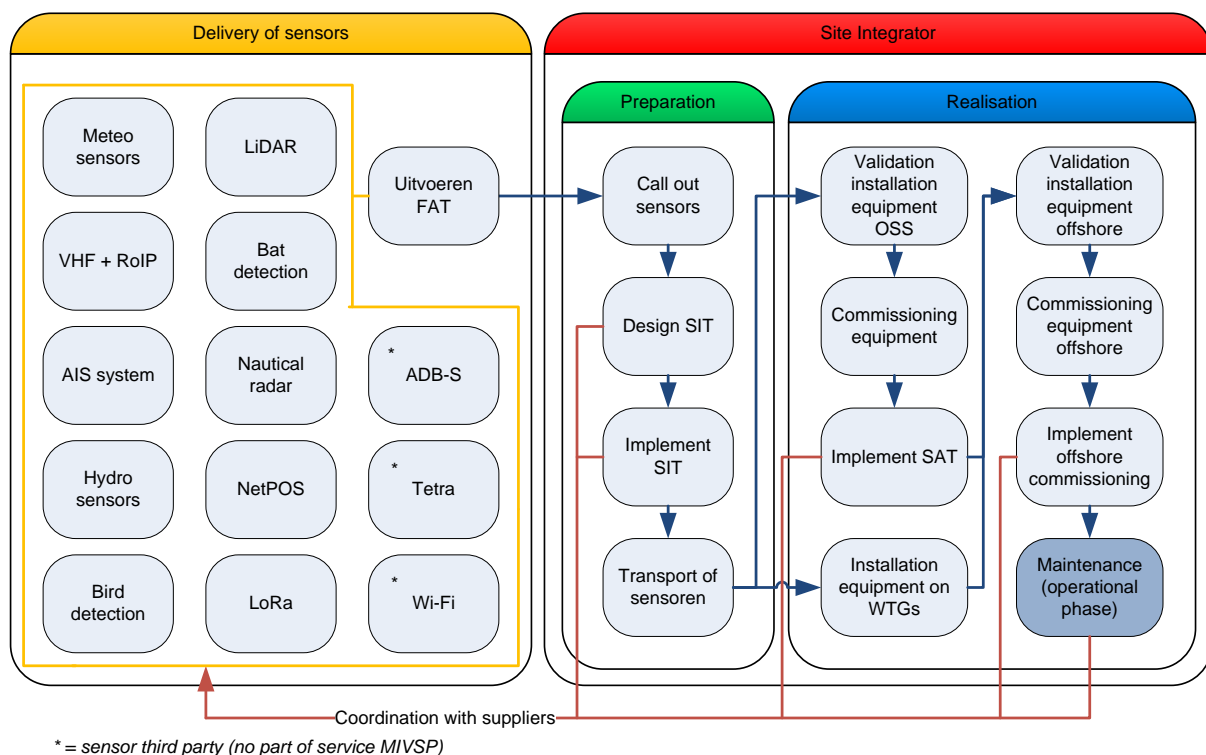 Delivery of sensors
Meteo
sensors
LiDAR
Uitvoeren
FAT
VHF + RoIP
Bat
detection
AIS system
Nautical
radar
*
ADB-S
Hydro
sensors
NetPOS
*
Tetra
Bird
detection
LoRa
*
Wi-Fi
Site Integrator
Preparation
Call out
sensors
Design SIT
Implement
SIT
Transport of
sensoren
Realisation
Validation
installation
equipment
OSS
Commissioning
equipment
Implement SAT
Installation
equipment on
WTGs
Validation
installation
equipment
offshore
Commissioning
equipment
offshore
Implement
offshore
commissioning
Maintenance
(operational
phase)
Coordination with suppliers
* = sensor third party (no part of service MIVSP)